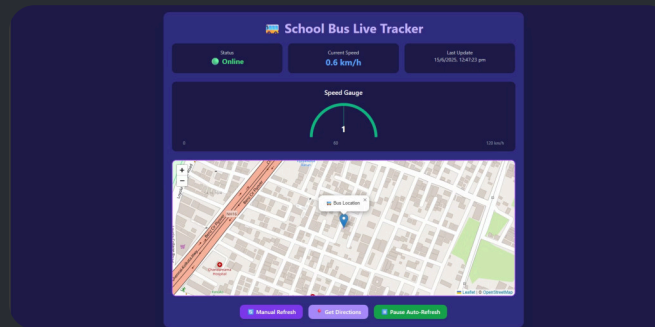 School Bus Live Tracker
Status
Online
Current Speed
0.6 km/h
Last Update
15/6/2025, 12:47:23 pm
Speed Gauge
1
0
60
120 km/h
+
−
Bus Location
×
Hospital
Leaflet | © OpenStreetMap
Manual Refresh
Get Directions
Pause Auto-Refresh